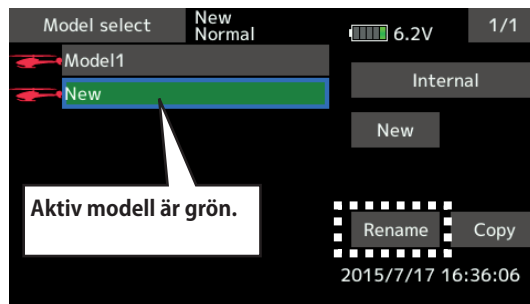 Model select
New
Normal
6.2V
1/1
Model1
New
Internal
New
Aktiv modell är grön.
Rename
Copy
2015/7/17 16:36:06